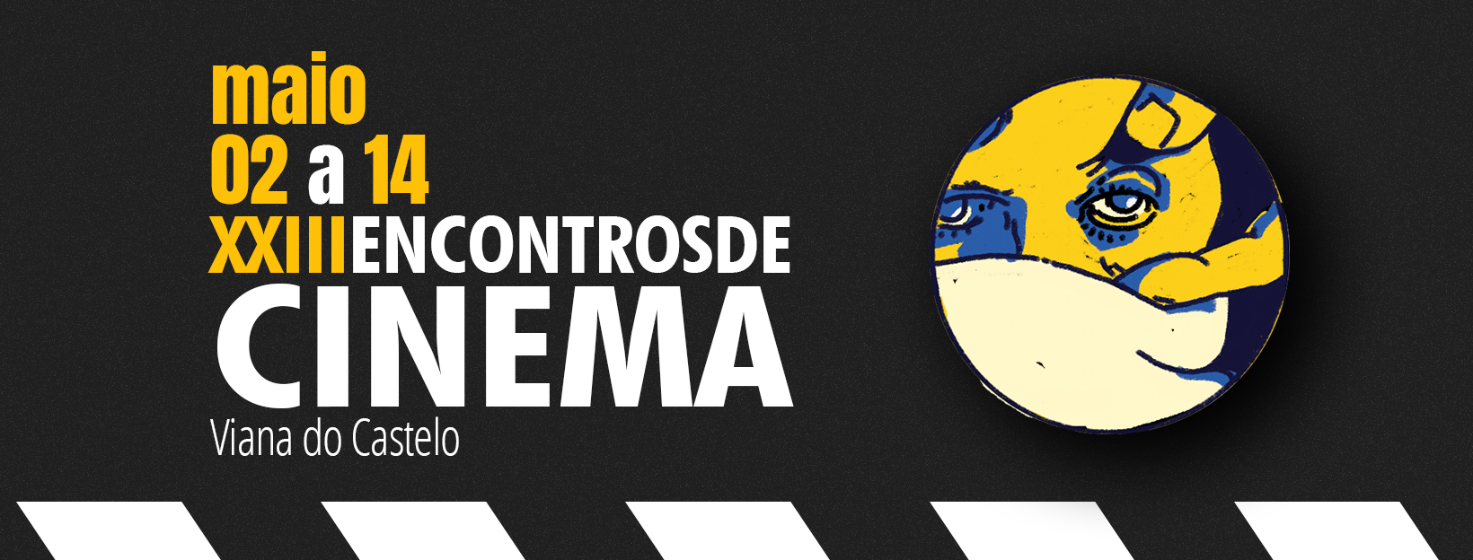 maio
02 a 14
XXIIIENCONTROSDE
CINEMA
Viana do Castelo